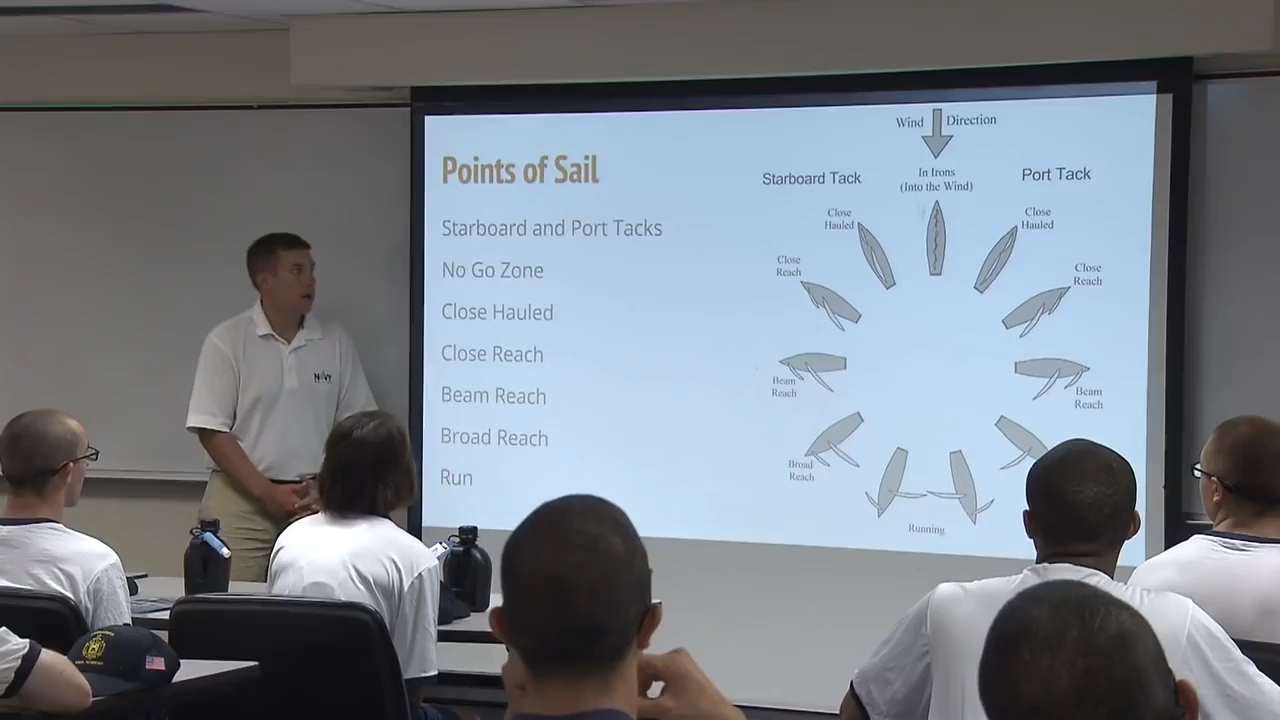 Points of Sail
Starboard and Port Tacks
No Go Zone
Close Hauled
Close Reach
Beam Reach
Broad Reach
Run
Wind Direction
Starboard Tack
In Irons
(Into the Wind)
Port Tack
Close
Hauled
Close
Hauled
Close
Reach
Close
Reach
Beam
Reach
Beam
Reach
Broad
Reach
Running
NAVY